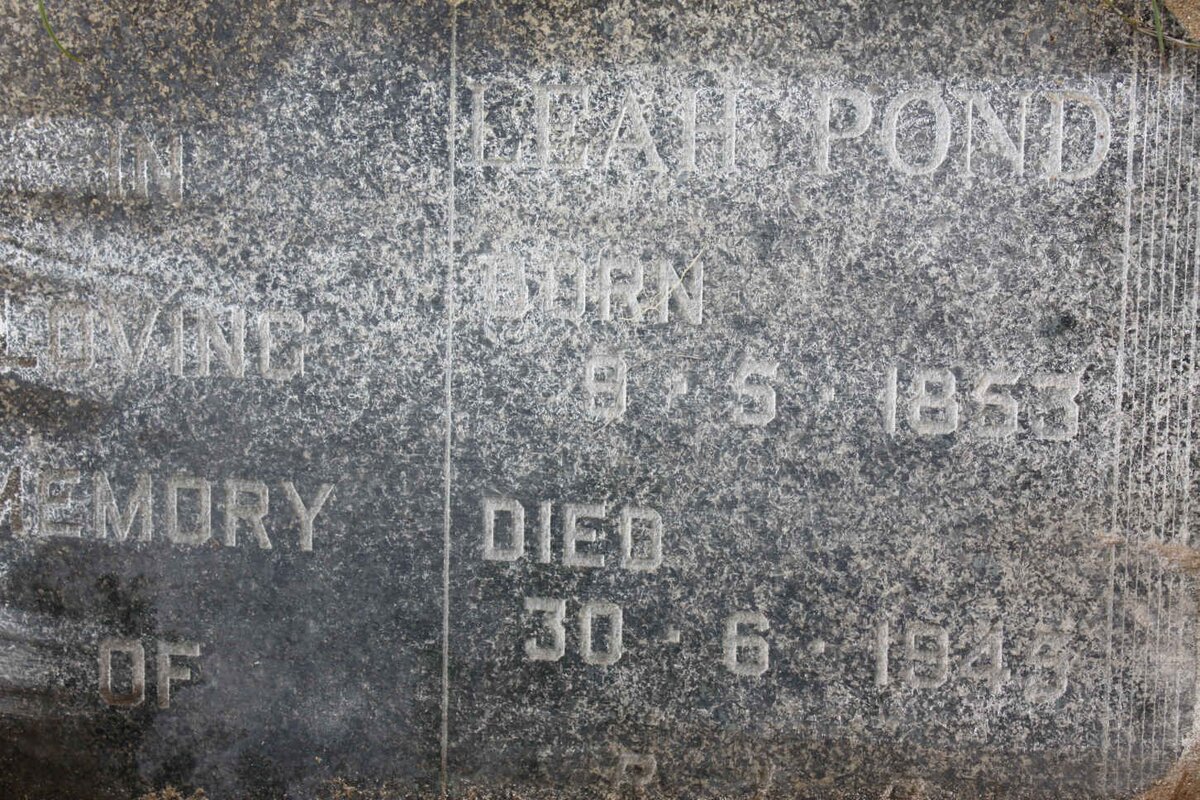 IN
LOVING
MEMORY
OF
LEAH POND
BORN
8 · 5 · 1853
DIED
30 · 6 ·